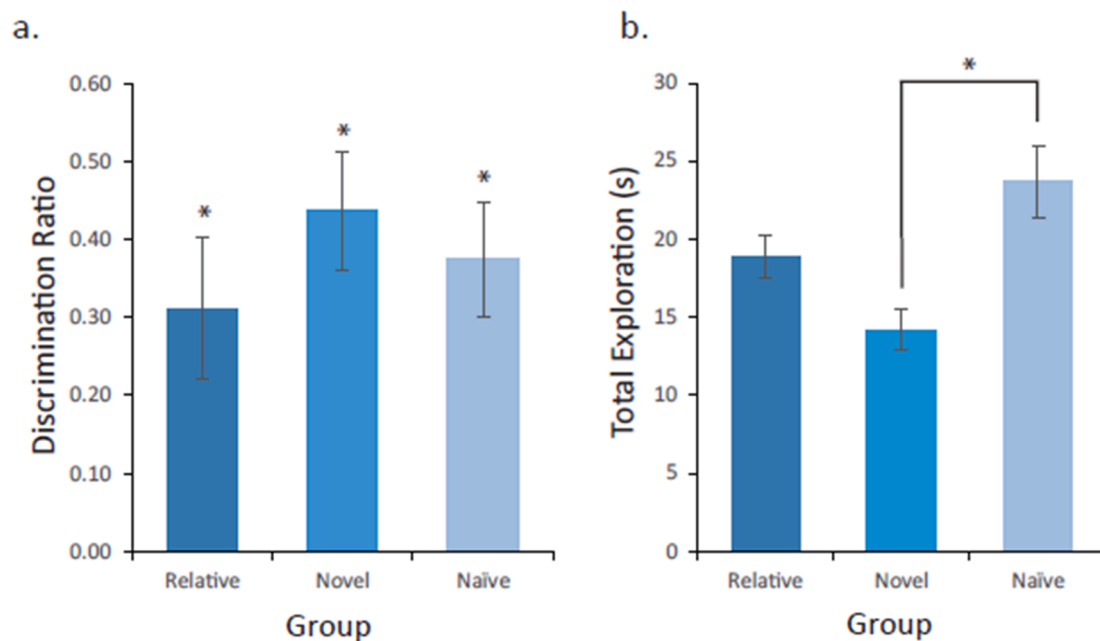 a.
Discrimination Ratio
0.60
0.50
0.40
0.30
0.20
0.10
0.00
*
*
*
Relative Novel Naïve
Group
b.
Total Exploration (s)
30
25
20
15
10
5
0
*
Relative Novel Naïve
Group